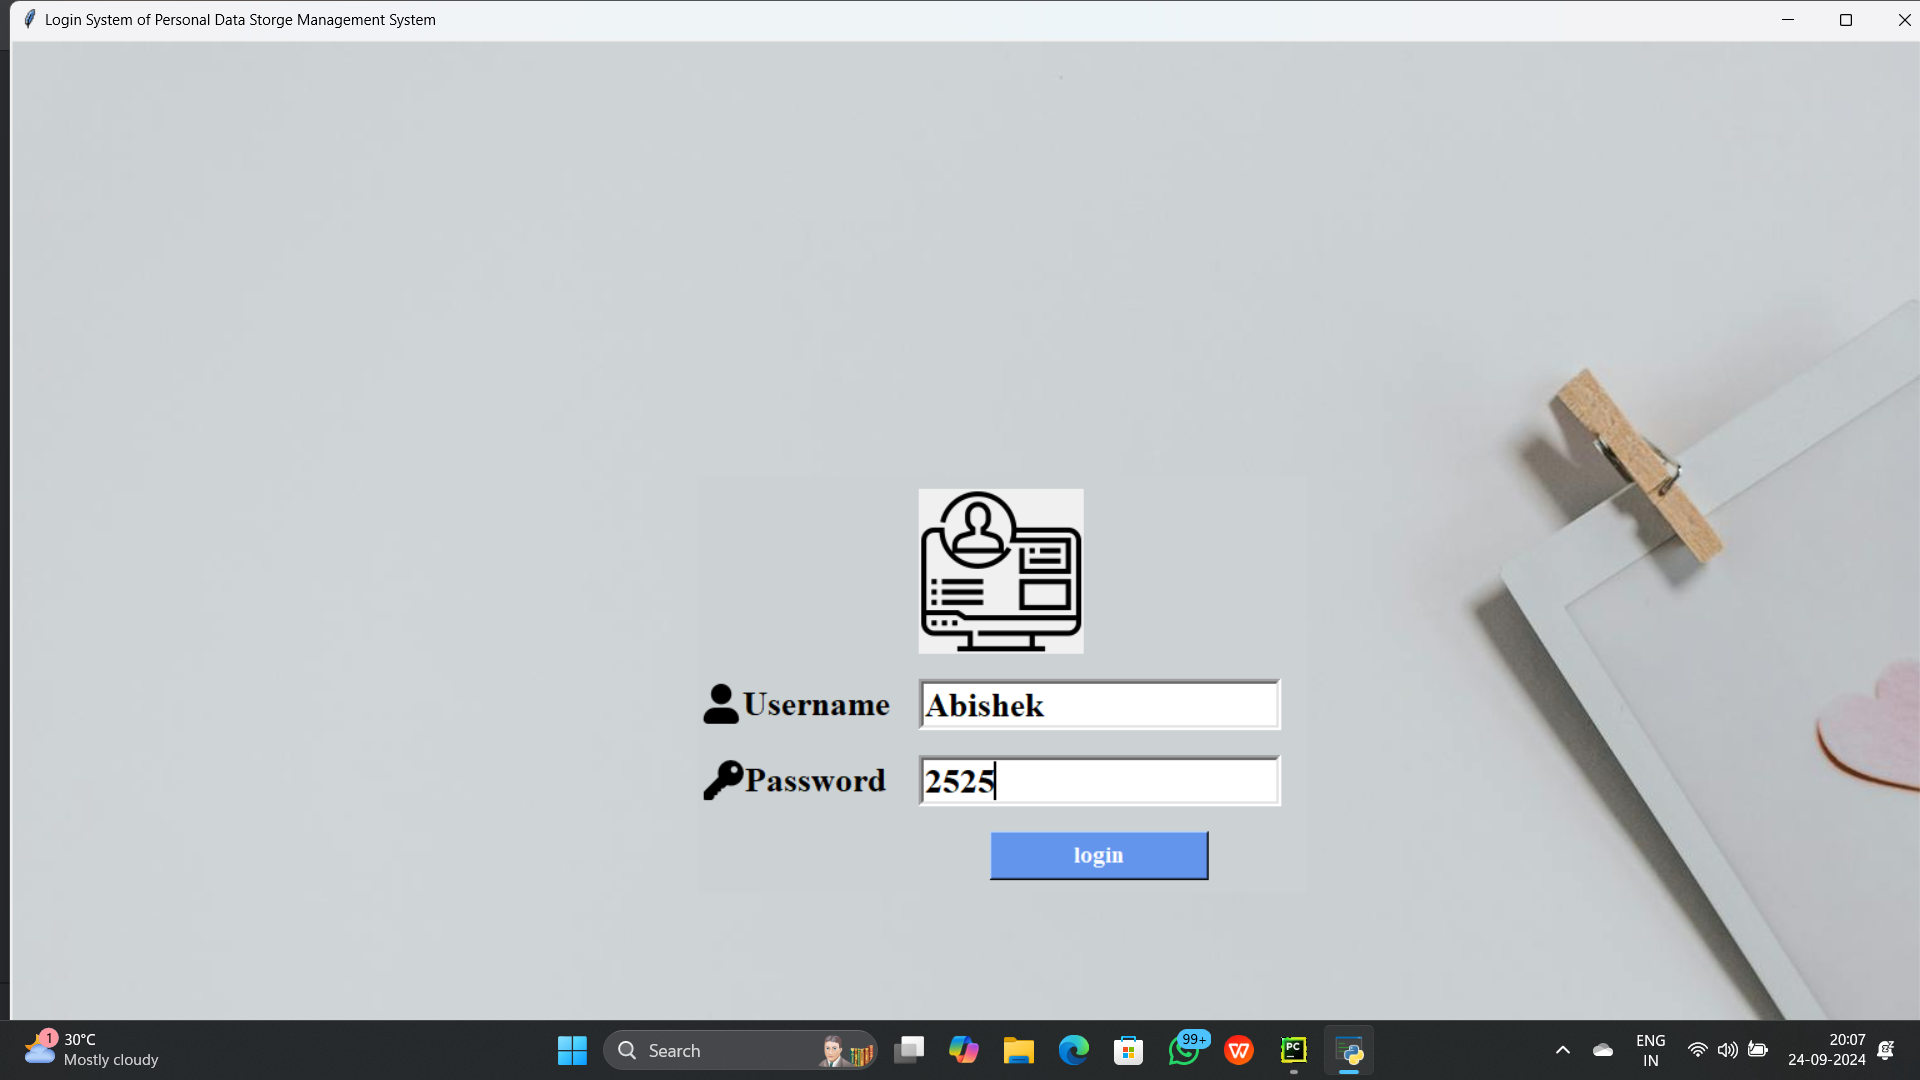 Login System of Personal Data Storge Management System
Username
Abishek
Password
2525
login
1
30°C
Mostly cloudy
Search
99+
PC
ENG
IN
20:07
24-09-2024